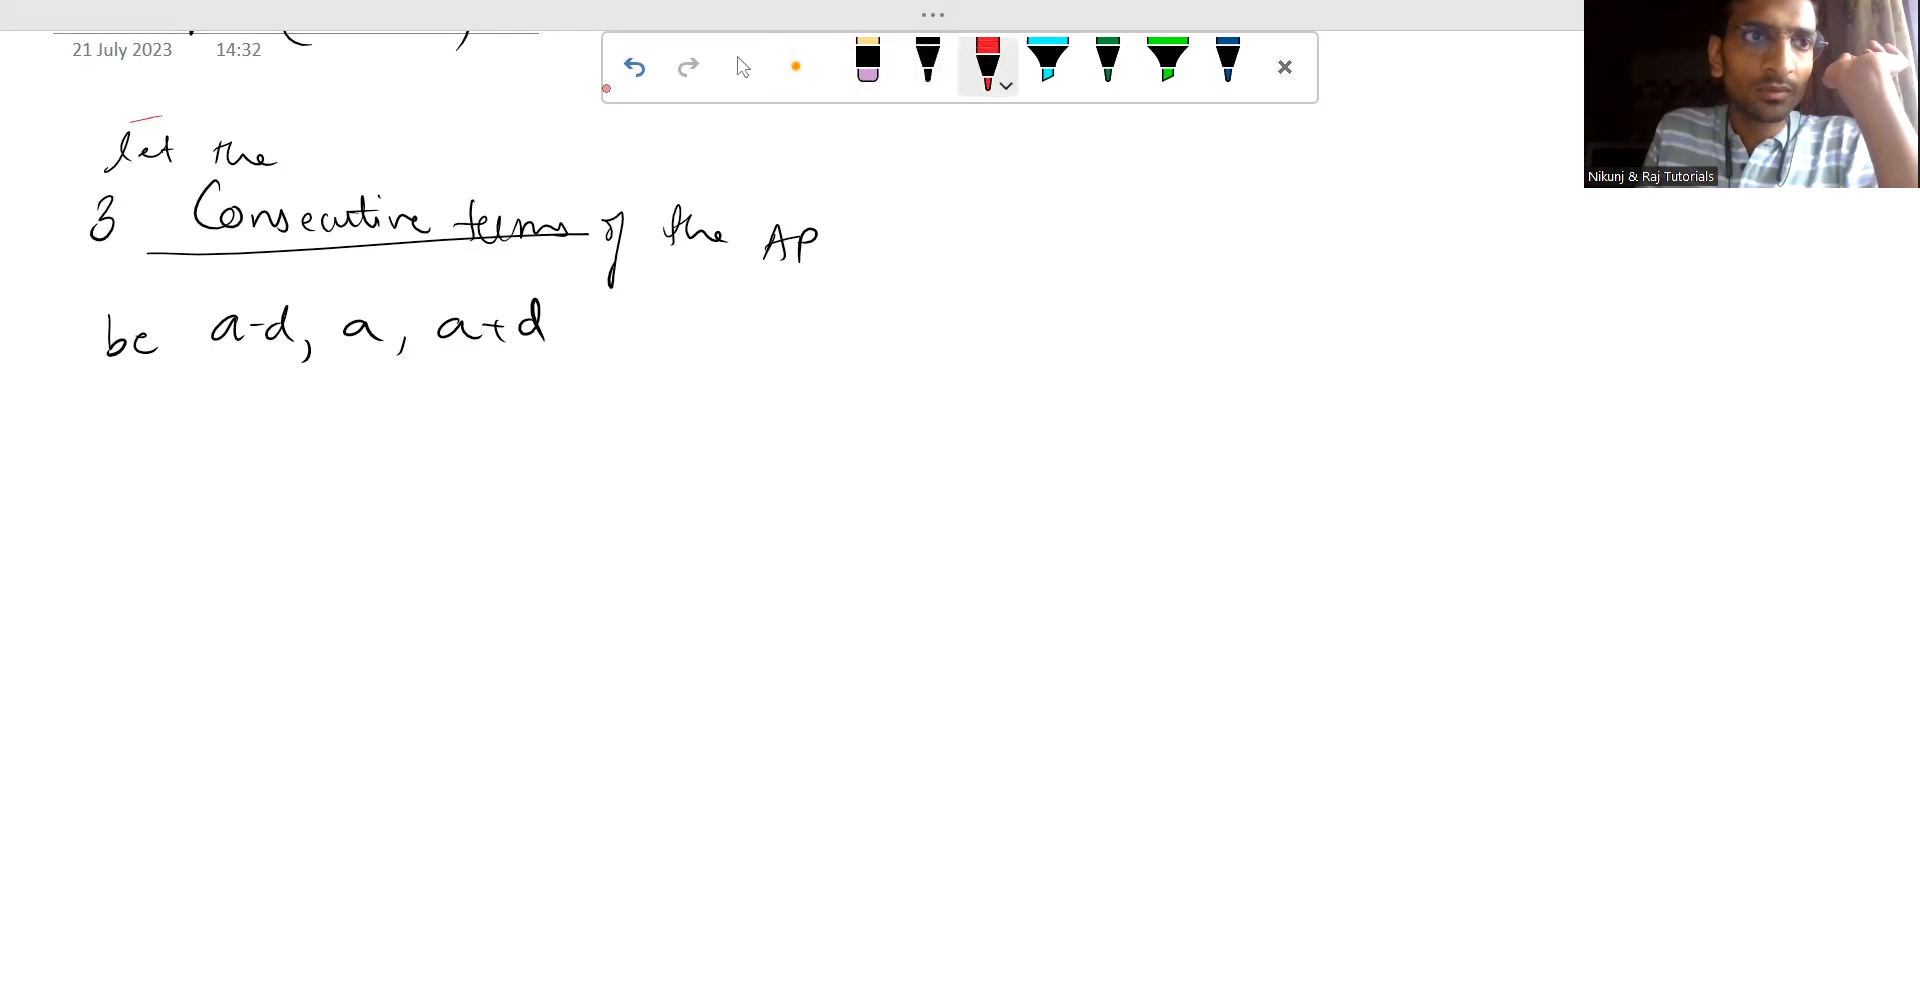 21 July 2023 14:32
Nikunj & Raj Tutorials
let the
3 Consecutive terms of the AP
be a-d, a, a+d